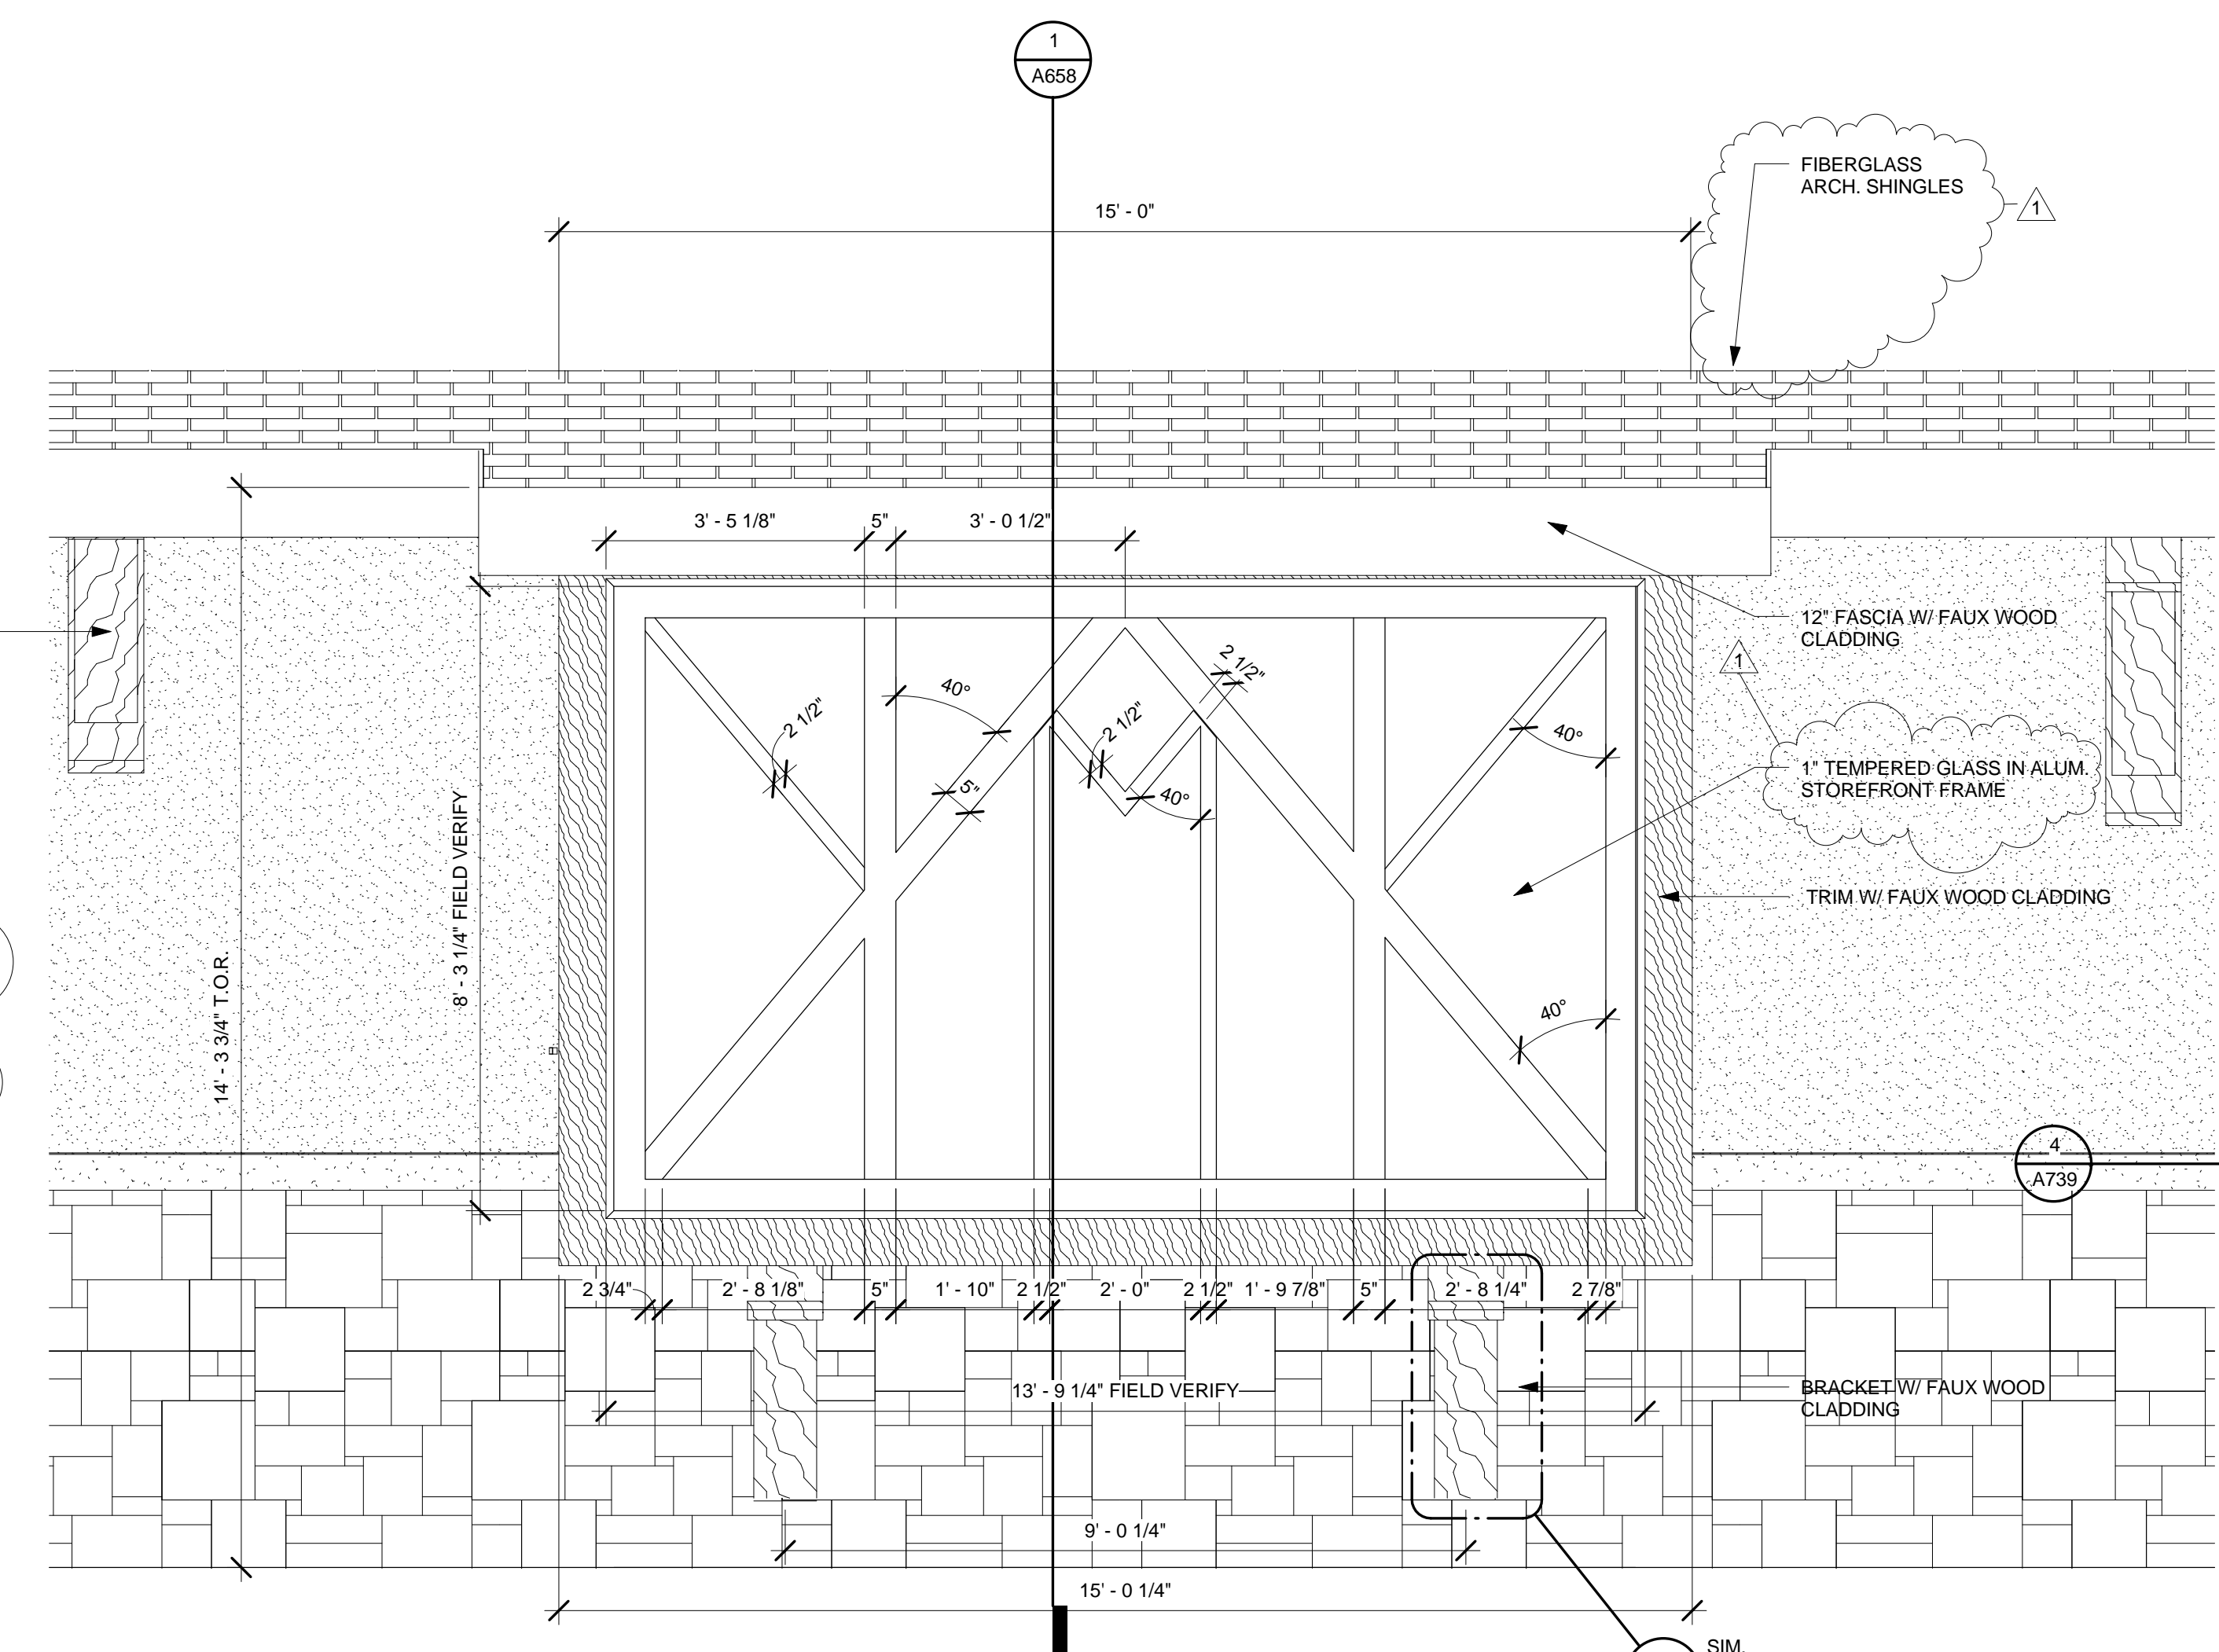 1
A658
FIBERGLASS
ARCH. SHINGLES
1
15' - 0"
3' - 5 1/8"
5"
3' - 0 1/2"
12" FASCIA W/ FAUX WOOD
CLADDING
1
2 1/2"
40°
2 1/2"
2 1/2"
40°
5"
40°
1" TEMPERED GLASS IN ALUM.
STOREFRONT FRAME
TRIM W/ FAUX WOOD CLADDING
8' - 3 1/4" FIELD VERIFY
14' - 3 3/4" T.O.R.
40°
4
A739
2 3/4"
2' - 8 1/8"
5"
1' - 10"
2 1/2"
2' - 0"
2 1/2"
1' - 9 7/8"
5"
2' - 8 1/4"
2 7/8"
13' - 9 1/4" FIELD VERIFY
BRACKET W/ FAUX WOOD
CLADDING
9' - 0 1/4"
15' - 0 1/4"
SIM.